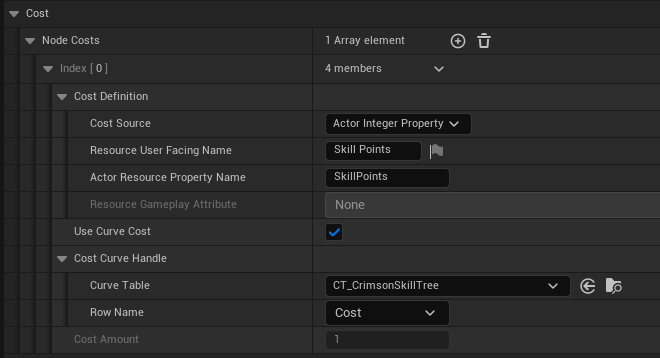 Cost
Node Costs 1 Array element
Index [ 0 ] 4 members
Cost Definition
Cost Source Actor Integer Property
Resource User Facing Name Skill Points
Actor Resource Property Name SkillPoints
Resource Gameplay Attribute None
Use Curve Cost
Cost Curve Handle
Curve Table CT_CrimsonSkillTree
Row Name Cost
Cost Amount 1